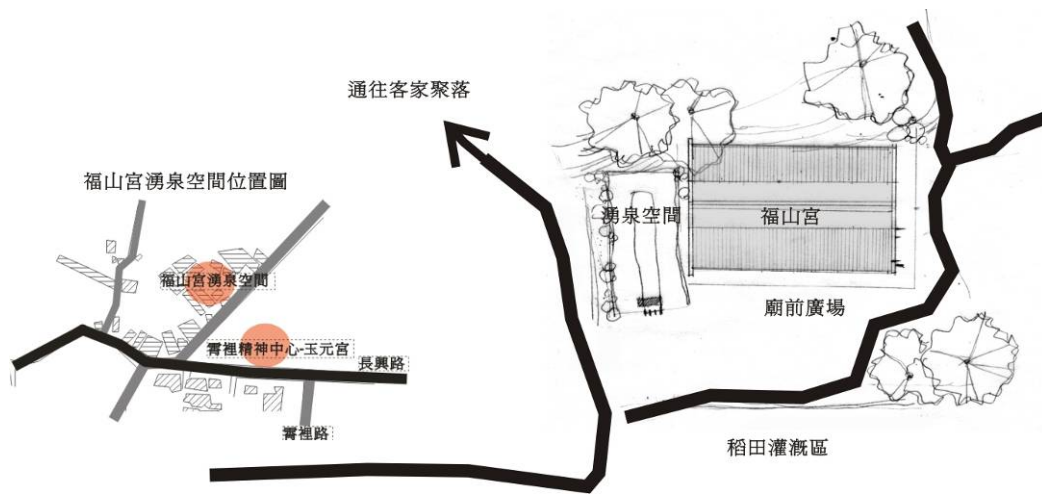 通往客家聚落
福山宮湧泉空間位置圖
福山宮湧泉空間
霄裡精神中心-玉元宮
長興路
霄裡路
湧泉空間
福山宮
廟前廣場
稻田灌溉區